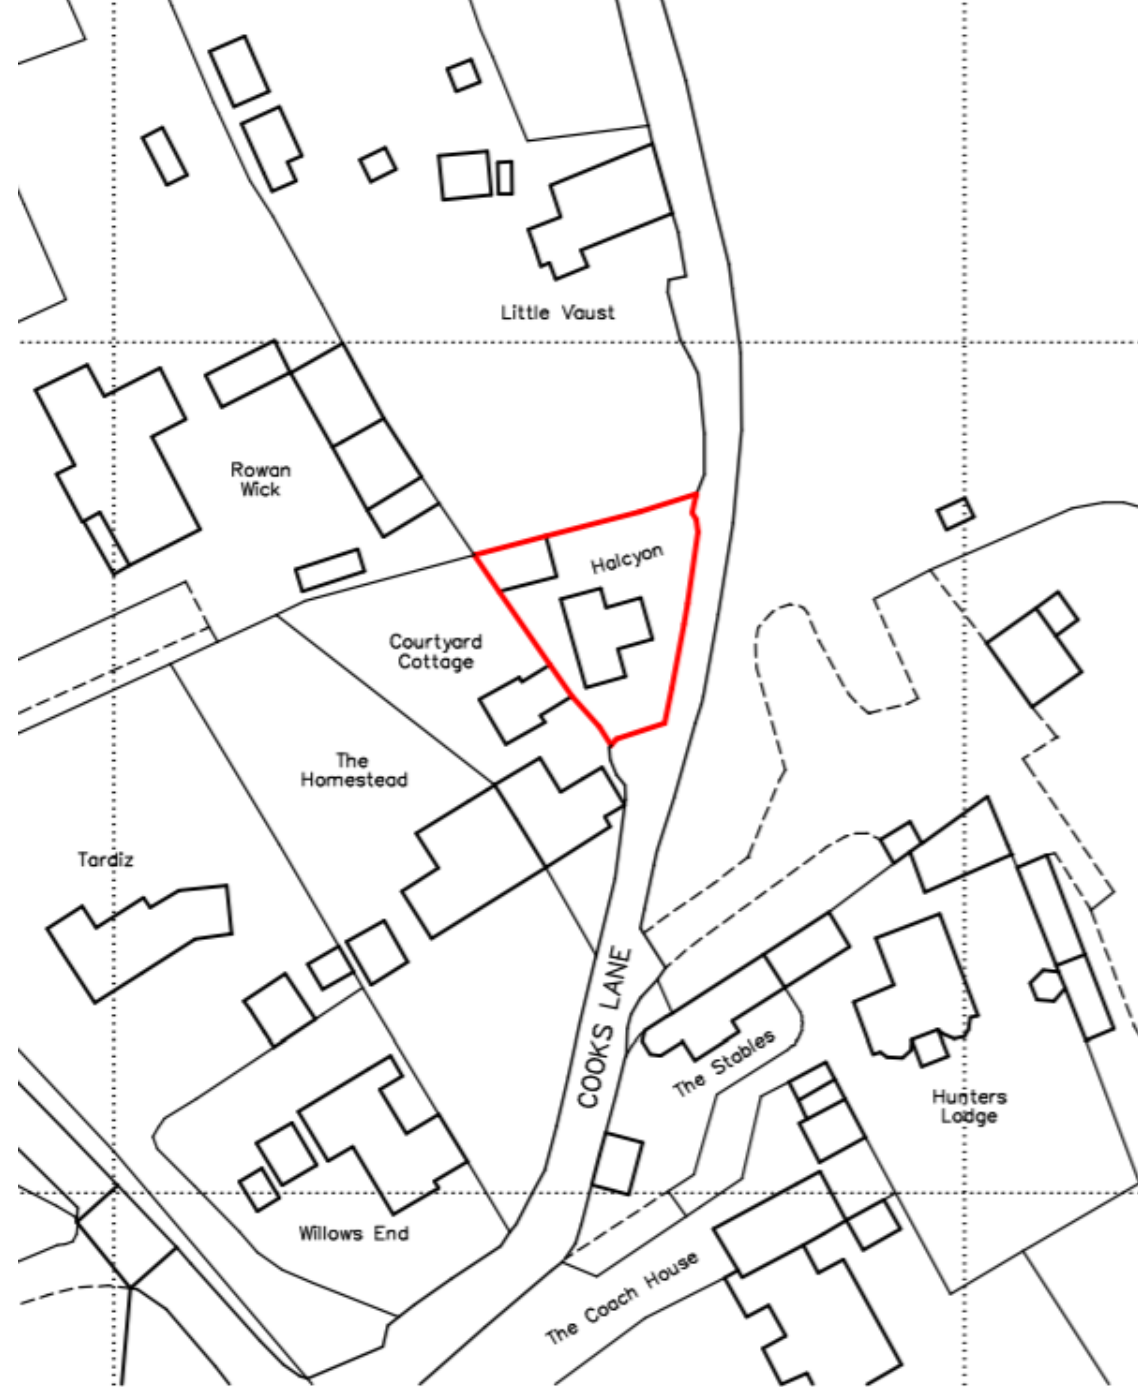 Little Vaust
Rowan
Wick
Halcyon
Courtyard
Cottage
The
Homestead
Tardiz
COOKS LANE
The Stables
Hunters
Lodge
Willows End
The Coach House